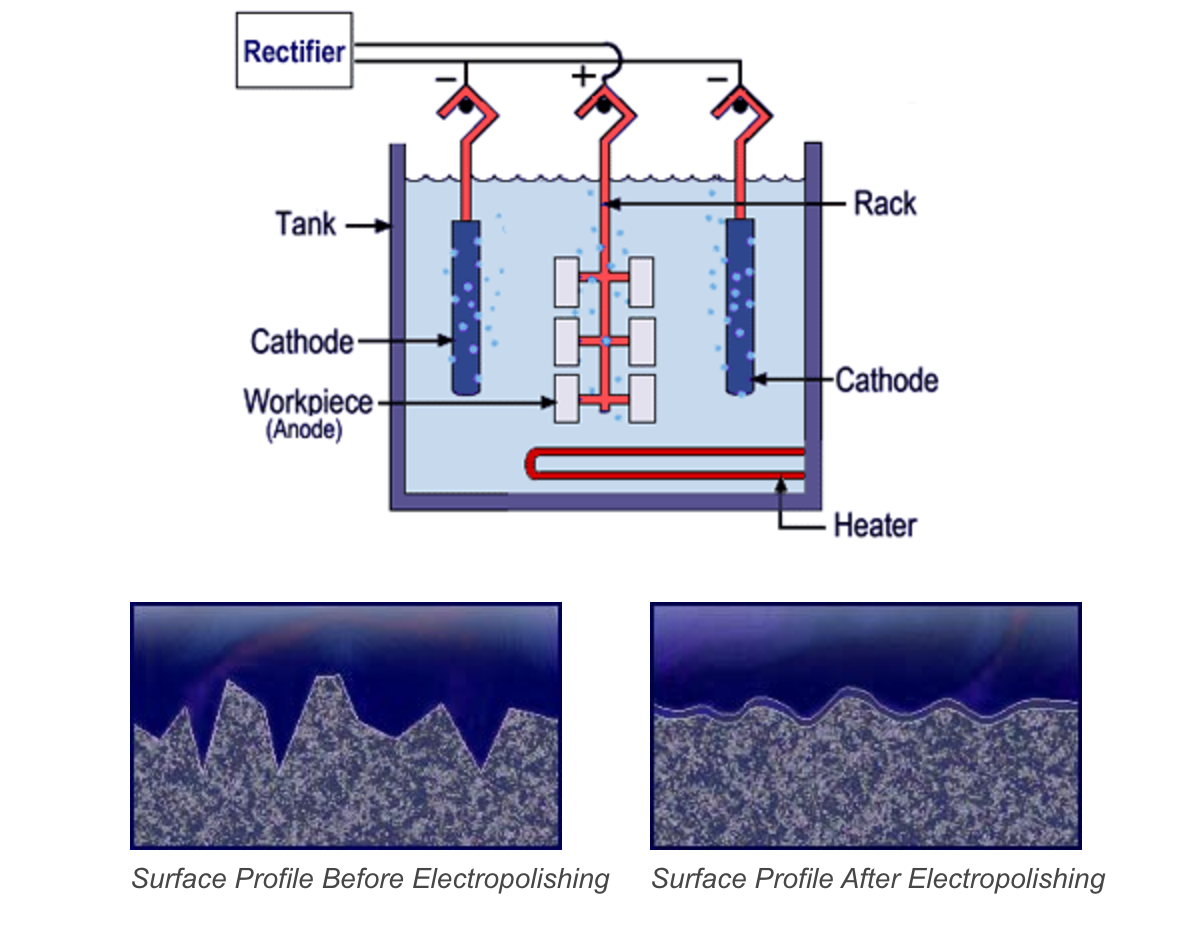 Rectifier
− + −
Rack
Tank
Cathode
Cathode
Workpiece
(Anode)
Heater
Surface Profile Before Electropolishing
Surface Profile After Electropolishing